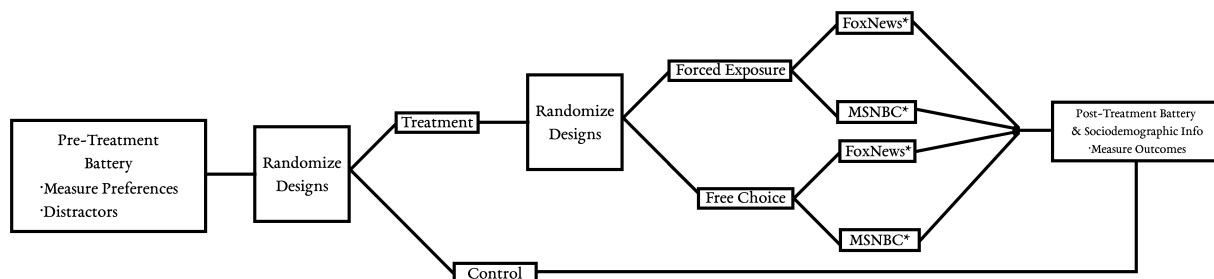 Pre-Treatment
Battery
·Measure Preferences
·Distractors
Randomize
Designs
Treatment
Control
Randomize
Designs
Forced Exposure
Free Choice
FoxNews*
MSNBC*
FoxNews*
MSNBC*
Post-Treatment Battery
& Sociodemographic Info
·Measure Outcomes